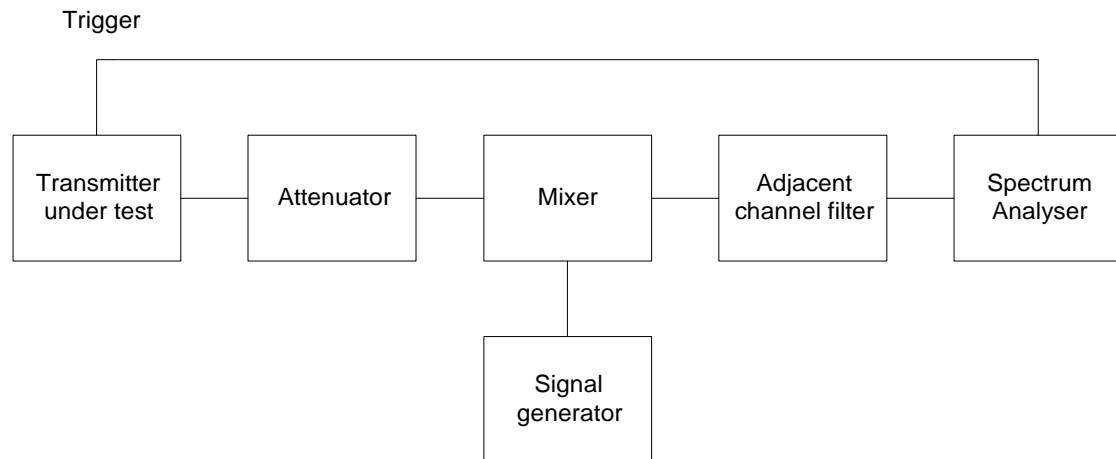 Trigger
Transmitter
under test
Attenuator
Mixer
Adjacent
channel filter
Spectrum
Analyser
Signal
generator